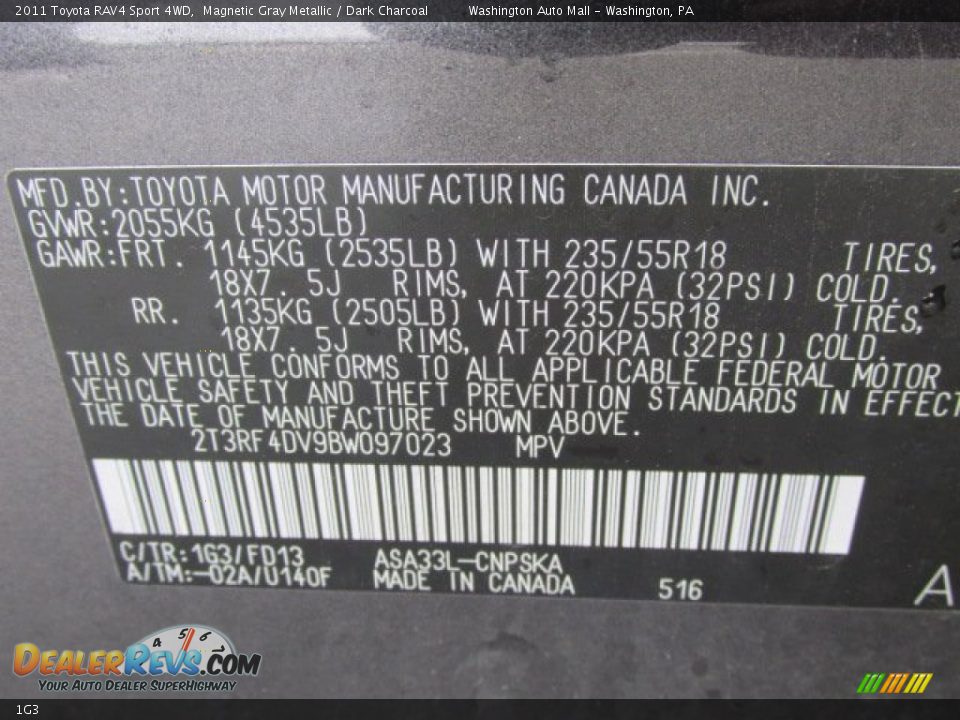 2011 Toyota RAV4 Sport 4WD, Magnetic Gray Metallic / Dark Charcoal Washington Auto Mall - Washington, PA
MFD.BY:TOYOTA MOTOR MANUFACTURING CANADA INC.
GVWR:2055KG (4535LB)
GAWR:FRT. 1145KG (2535LB) WITH 235/55R18 TIRES,
18X7.5J RIMS, AT 220KPA (32PSI) COLD.
RR. 1135KG (2505LB) WITH 235/55R18 TIRES,
18X7.5J RIMS, AT 220KPA (32PSI) COLD.
THIS VEHICLE CONFORMS TO ALL APPLICABLE FEDERAL MOTOR
VEHICLE SAFETY AND THEFT PREVENTION STANDARDS IN EFFECT
THE DATE OF MANUFACTURE SHOWN ABOVE.
2T3RF4DV9BW097023 MPV
C/TR:1G3/FD13 ASA33L-CNPSKA
A/TM:-02A/U140F MADE IN CANADA 516 A
4 5 6
DEALERREVS.COM
YOUR AUTO DEALER SUPERHIGHWAY
1G3